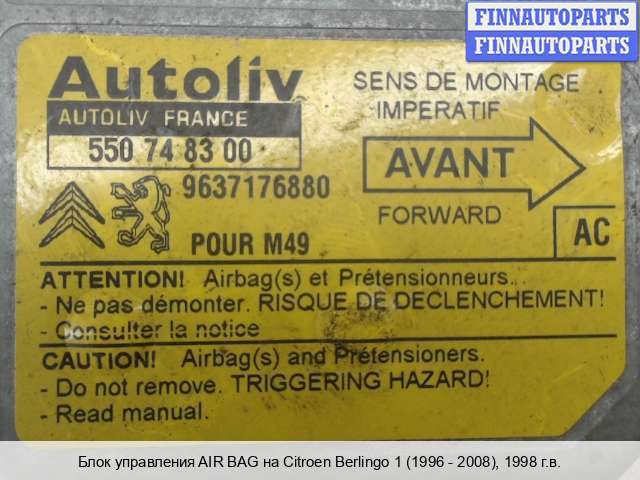 FINNAUTOPARTS
FINNAUTOPARTS
Autoliv
AUTOLIV FRANCE
550 74 83 00
9637176880
POUR M49
SENS DE MONTAGE
IMPERATIF
AVANT
FORWARD
AC
ATTENTION! Airbag(s) et Prétensionneurs.
- Ne pas démonter. RISQUE DE DECLENCHEMENT!
- Consulter la notice
CAUTION! Airbag(s) and Prétensioners.
- Do not remove. TRIGGERING HAZARD!
- Read manual.
Блок управления AIR BAG на Citroen Berlingo 1 (1996 - 2008), 1998 г.в.